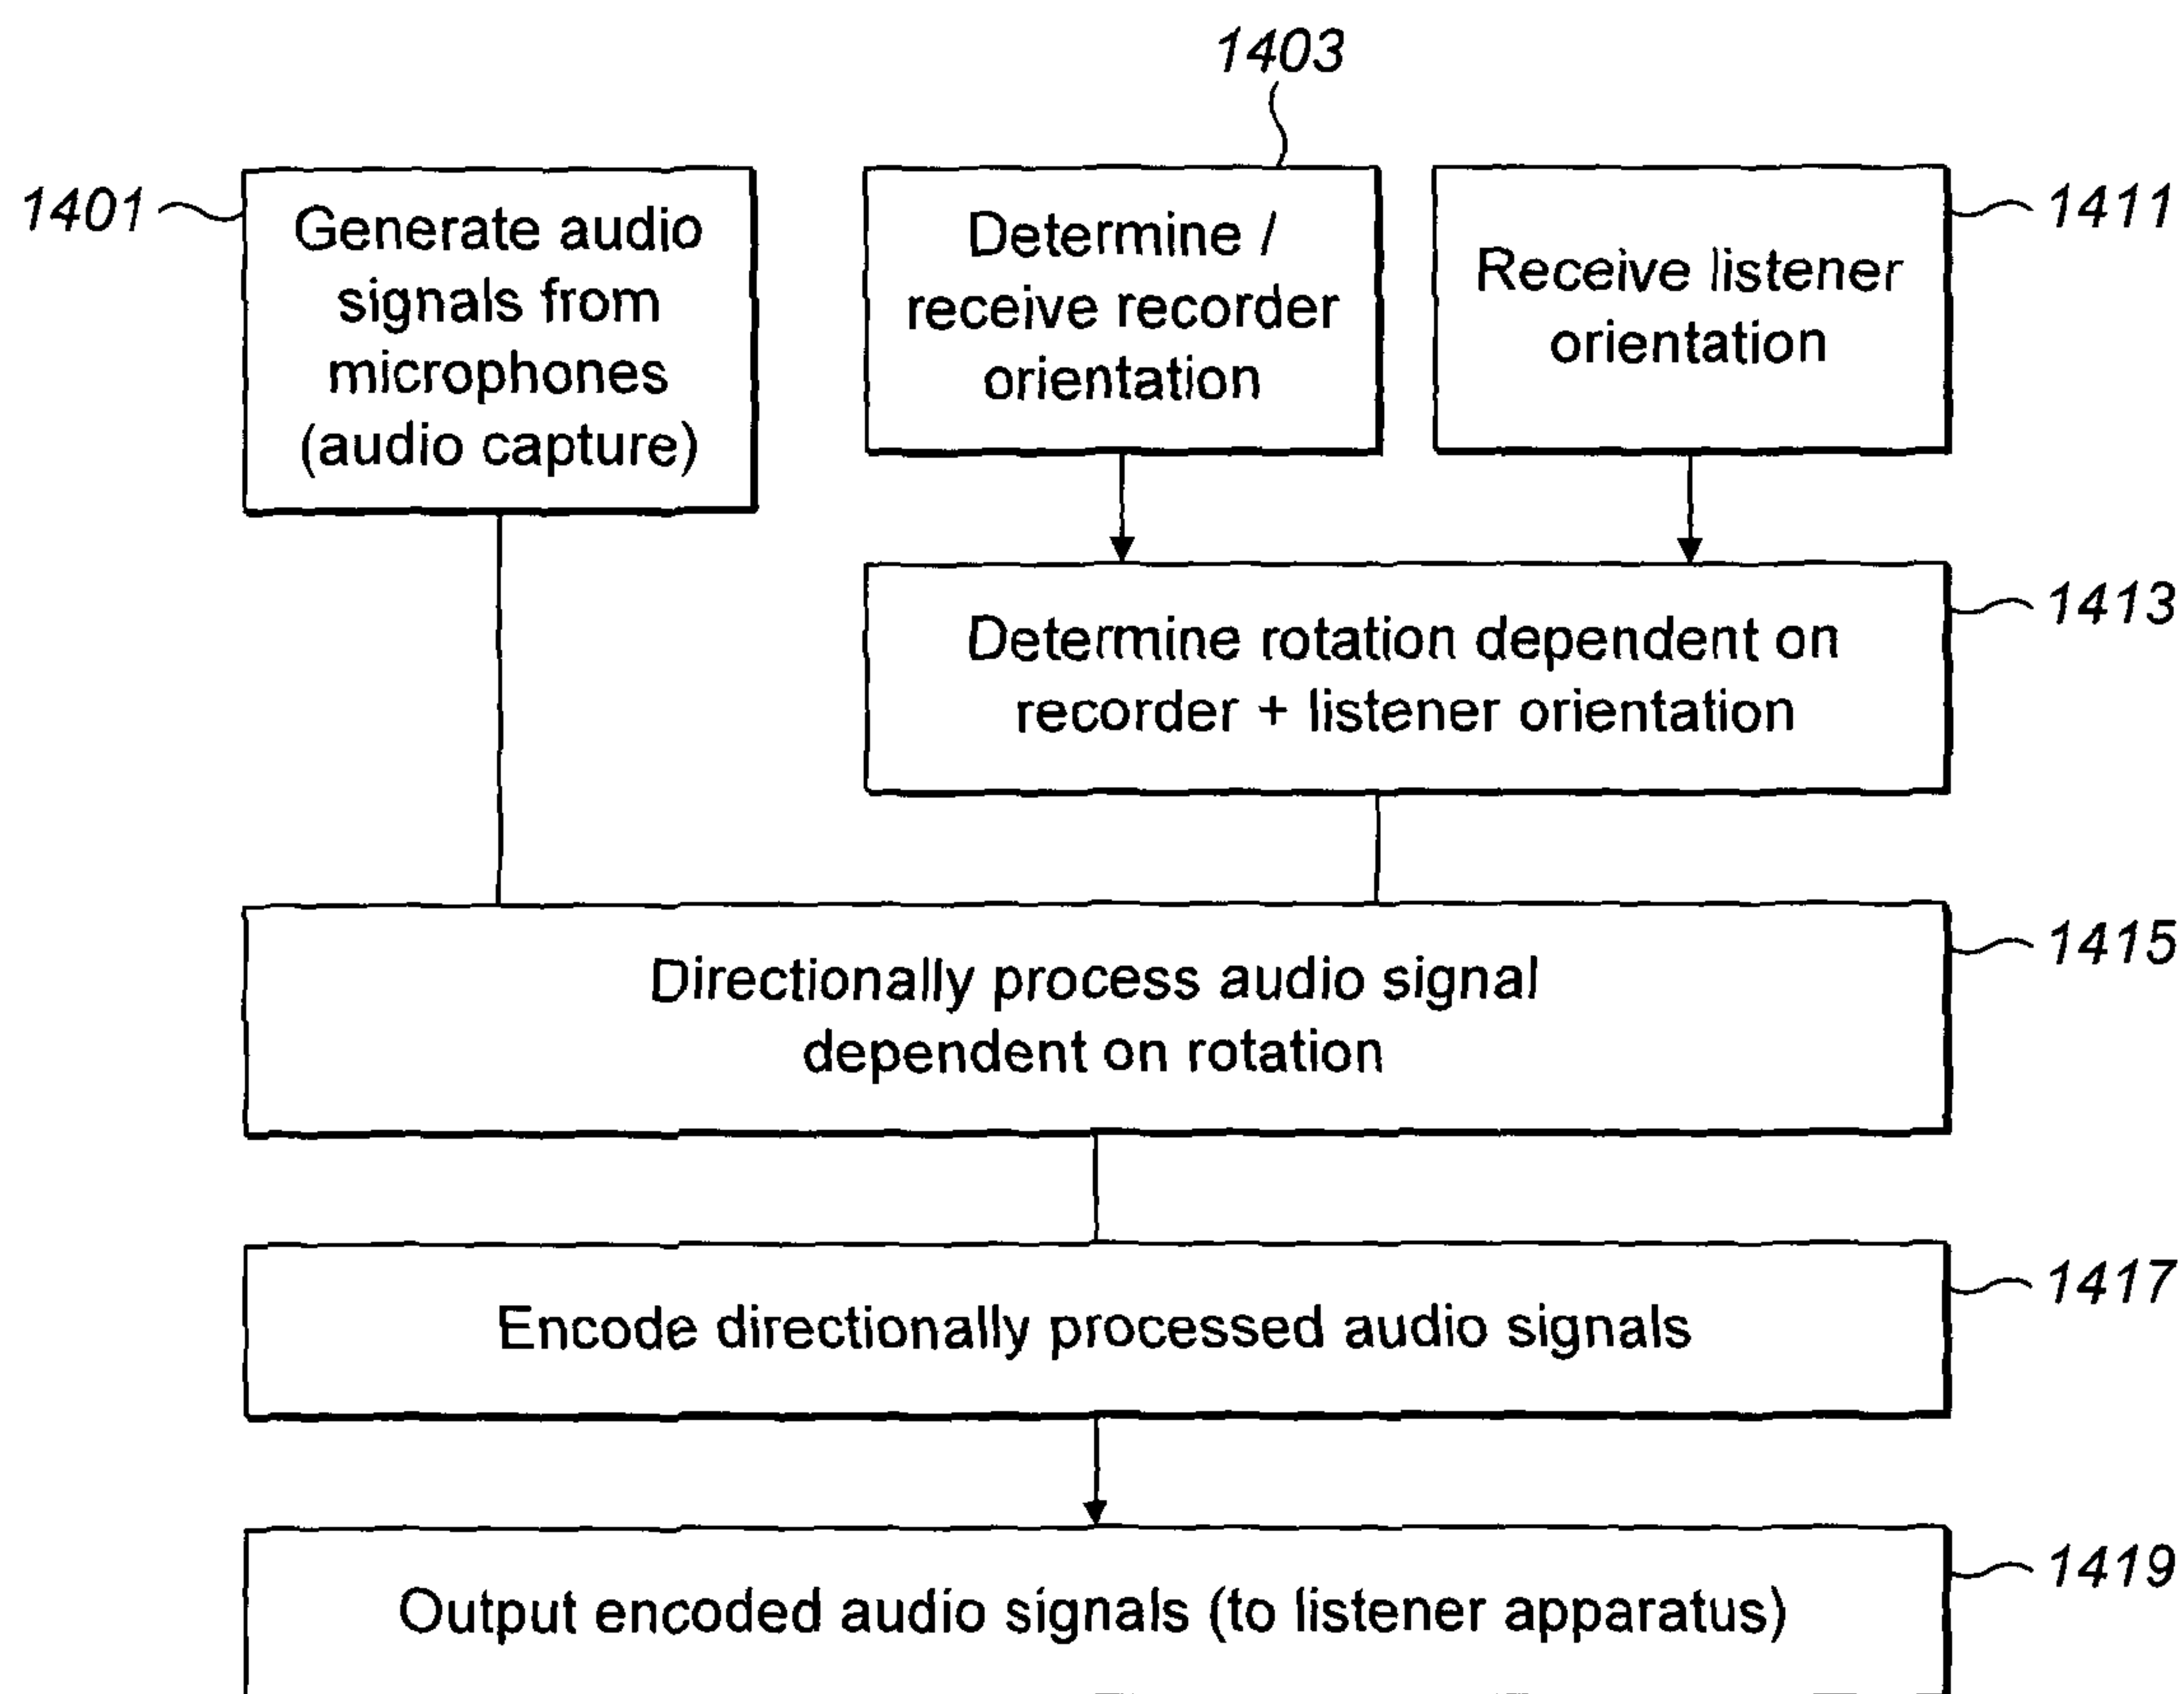 1403
1401
Generate audio
signals from
microphones
(audio capture)
Determine /
receive recorder
orientation
Receive listener
orientation
1411
Determine rotation dependent on
recorder + listener orientation
1413
Directionally process audio signal
dependent on rotation
1415
Encode directionally processed audio signals
1417
Output encoded audio signals (to listener apparatus)
1419